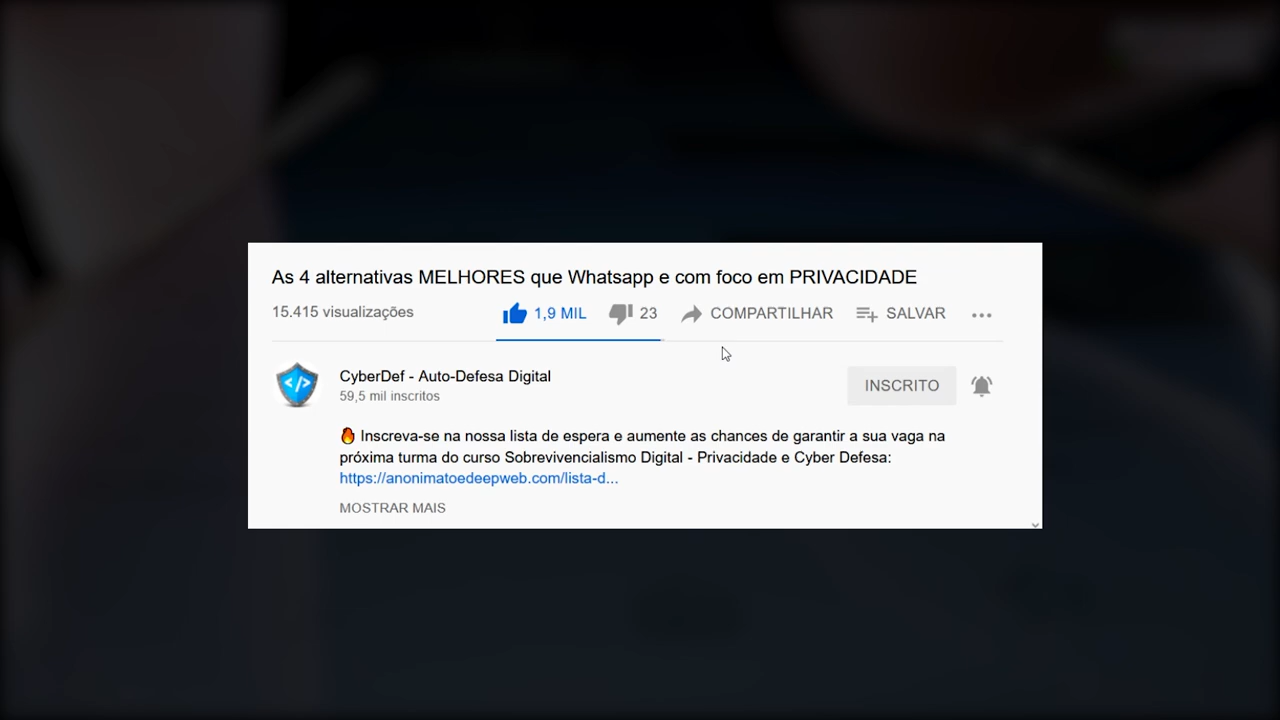 As 4 alternativas MELHORES que Whatsapp e com foco em PRIVACIDADE
15.415 visualizações 1,9 MIL 23 COMPARTILHAR SALVAR
CyberDef - Auto-Defesa Digital
59,5 mil inscritos
INSCRITO
🔥 Inscreva-se na nossa lista de espera e aumente as chances de garantir a sua vaga na
próxima turma do curso Sobrevivencialismo Digital - Privacidade e Cyber Defesa:
https://anonimatoedeepweb.com/lista-d...
MOSTRAR MAIS